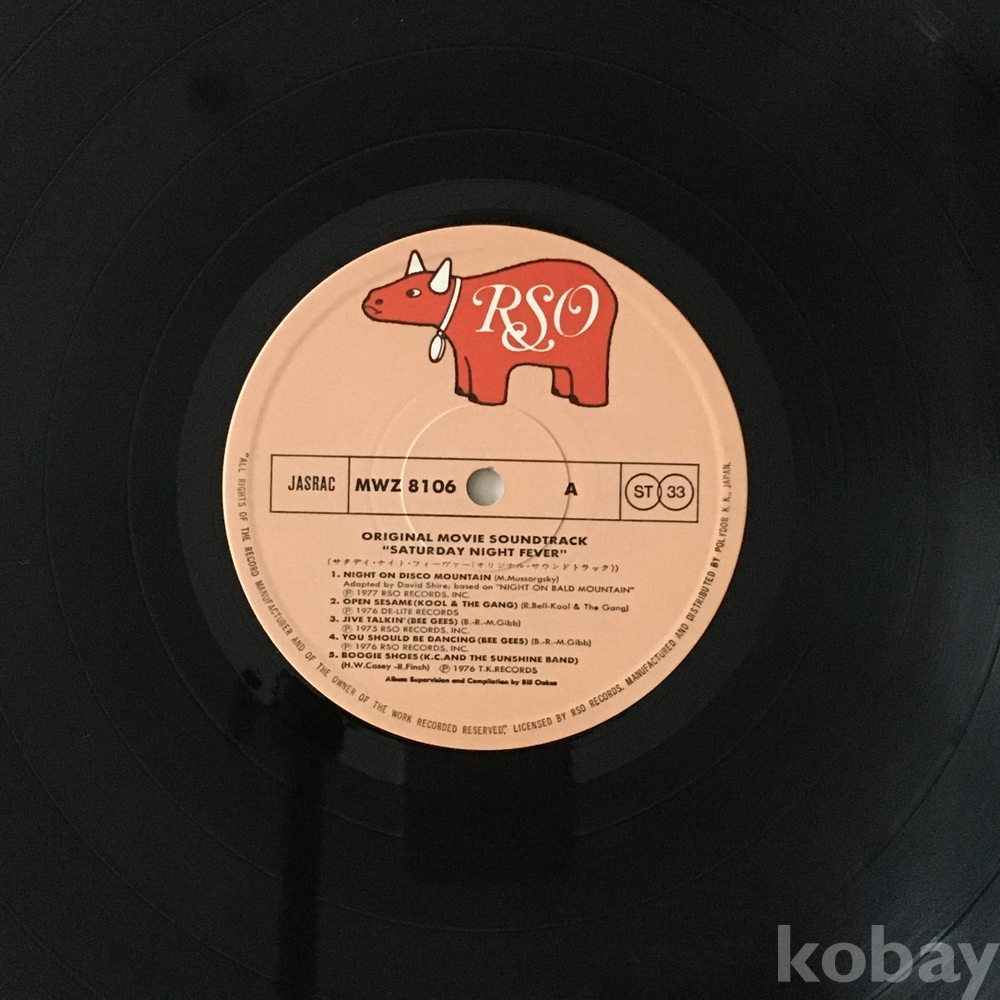 RSO
JASRAC
MWZ 8106
A
ST 33
ORIGINAL MOVIE SOUNDTRACK
"SATURDAY NIGHT FEVER"
(サタデイ・ナイト・フィーヴァー(オリジナル・サウンドトラック))
1. NIGHT ON DISCO MOUNTAIN (M.Mussorgsky)
Adapted by David Shire; based on "NIGHT ON BALD MOUNTAIN"
Ⓟ 1977 RSO RECORDS, INC.
2. OPEN SESAME (KOOL & THE GANG) (R.Bell-Kool & The Gang)
Ⓟ 1976 DE-LITE RECORDS
3. JIVE TALKIN' (BEE GEES) (B.-R.-M.Gibb)
Ⓟ 1975 RSO RECORDS, INC.
4. YOU SHOULD BE DANCING (BEE GEES) (B.-R.-M.Gibb)
Ⓟ 1976 RSO RECORDS, INC.
5. BOOGIE SHOES (K.C.AND THE SUNSHINE BAND)
(H.W.Casey -R.Finch) Ⓟ 1976 T.K.RECORDS
Album Supervision and Compilation by Bill Oakes
"ALL RIGHTS OF THE RECORD MANUFACTURER AND OF THE OWNER OF THE WORK RECORDED RESERVED", LICENSED BY RSO RECORDS, MANUFACTURED AND DISTRIBUTED BY POLYDOR K.K., JAPAN.
kobay